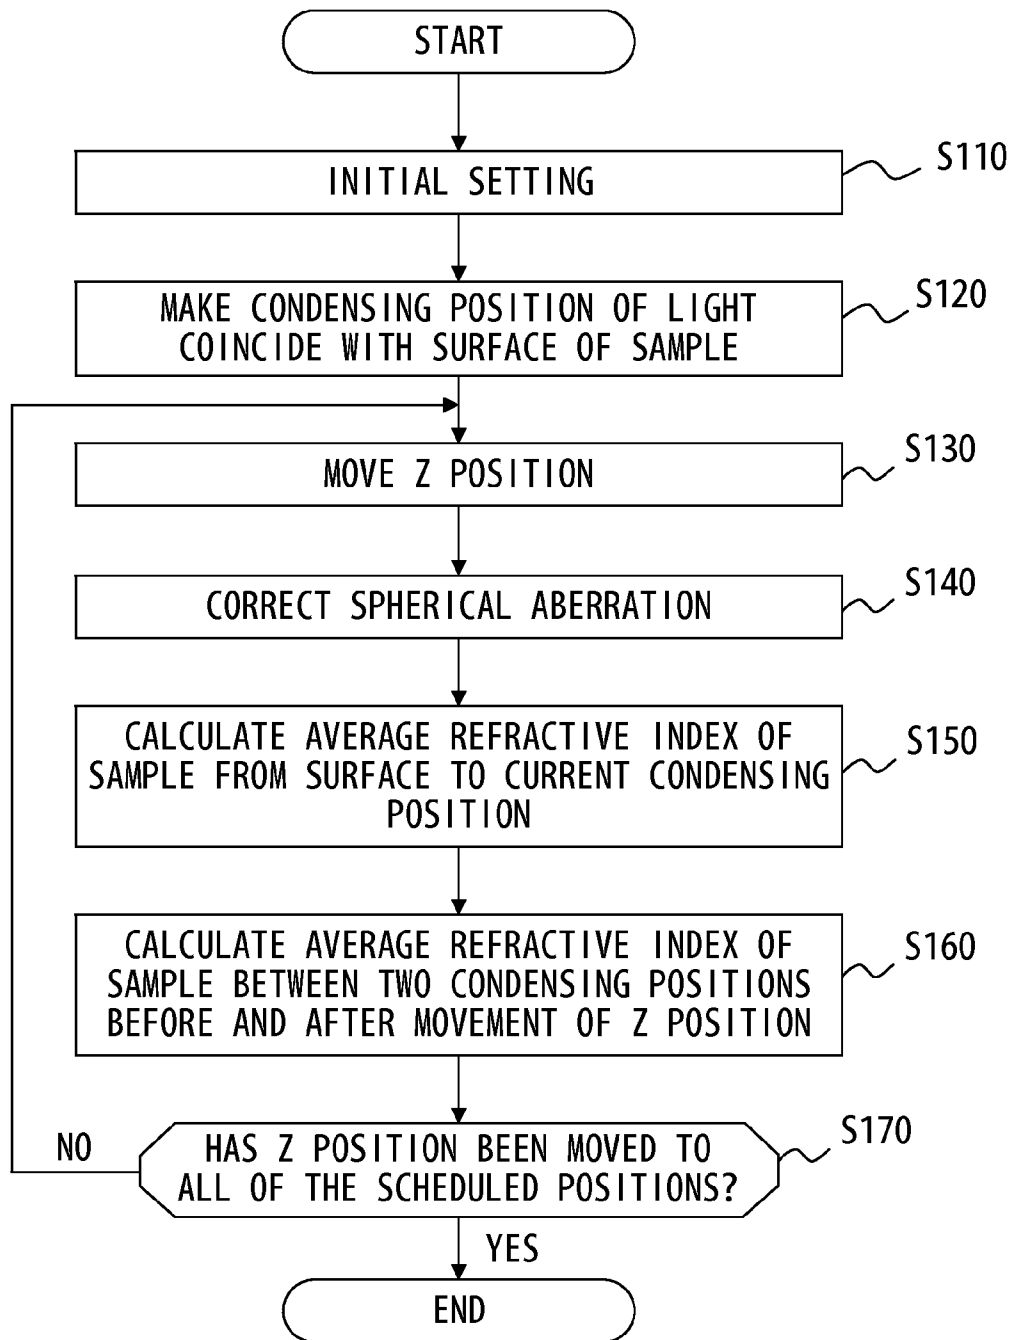 START
INITIAL SETTING
S110
MAKE CONDENSING POSITION OF LIGHT
COINCIDE WITH SURFACE OF SAMPLE
S120
MOVE Z POSITION
S130
CORRECT SPHERICAL ABERRATION
S140
CALCULATE AVERAGE REFRACTIVE INDEX OF
SAMPLE FROM SURFACE TO CURRENT CONDENSING
POSITION
S150
CALCULATE AVERAGE REFRACTIVE INDEX OF
SAMPLE BETWEEN TWO CONDENSING POSITIONS
BEFORE AND AFTER MOVEMENT OF Z POSITION
S160
NO
HAS Z POSITION BEEN MOVED TO
ALL OF THE SCHEDULED POSITIONS?
S170
YES
END